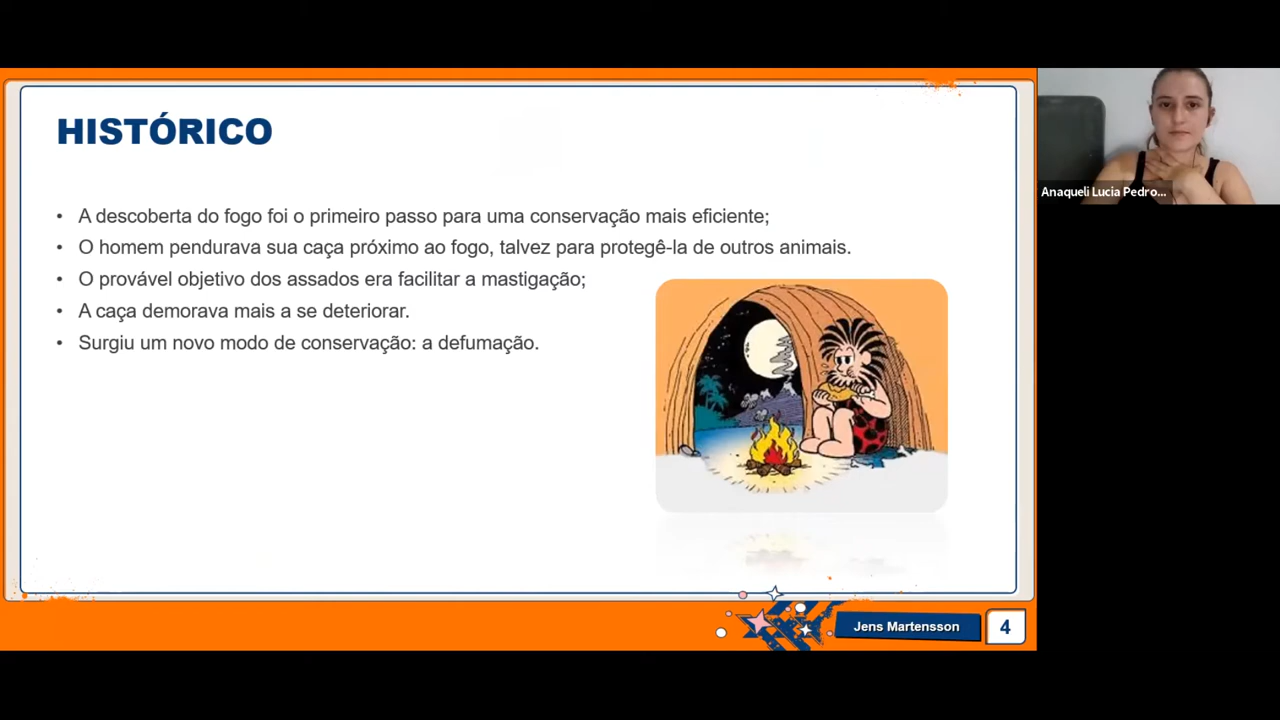 HISTÓRICO
• A descoberta do fogo foi o primeiro passo para uma conservação mais eficiente;
• O homem pendurava sua caça próximo ao fogo, talvez para protegê-la de outros animais.
• O provável objetivo dos assados era facilitar a mastigação;
• A caça demorava mais a se deteriorar.
• Surgiu um novo modo de conservação: a defumação.
Jens Martensson
4
Anaqueli Lucia Pedro...